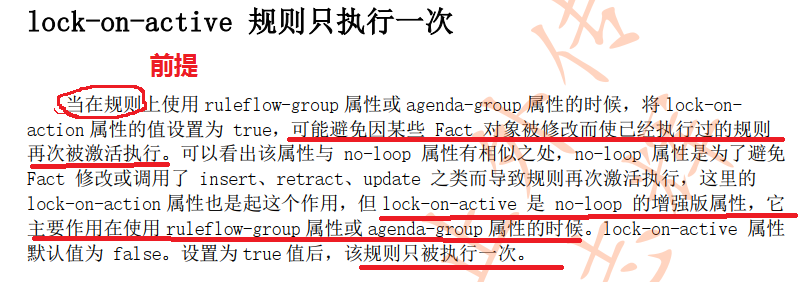 lock-on-active 规则只执行一次
前提
当在规则上使用 ruleflow-group 属性或 agenda-group 属性的时候，将 lock-on-
action 属性的值设置为 true，可能避免因某些 Fact 对象被修改而使已经执行过的规则
再次被激活执行。可以看出该属性与 no-loop 属性有相似之处，no-loop 属性是为了避免
Fact 修改或调用了 insert、retract、update 之类而导致规则再次激活执行，这里的
lock-on-action 属性也是起这个作用，但 lock-on-active 是 no-loop 的增强版属性，它
主要作用在使用 ruleflow-group 属性或 agenda-group 属性的时候。lock-on-active 属性
默认值为 false。设置为 true 值后，该规则只被执行一次。